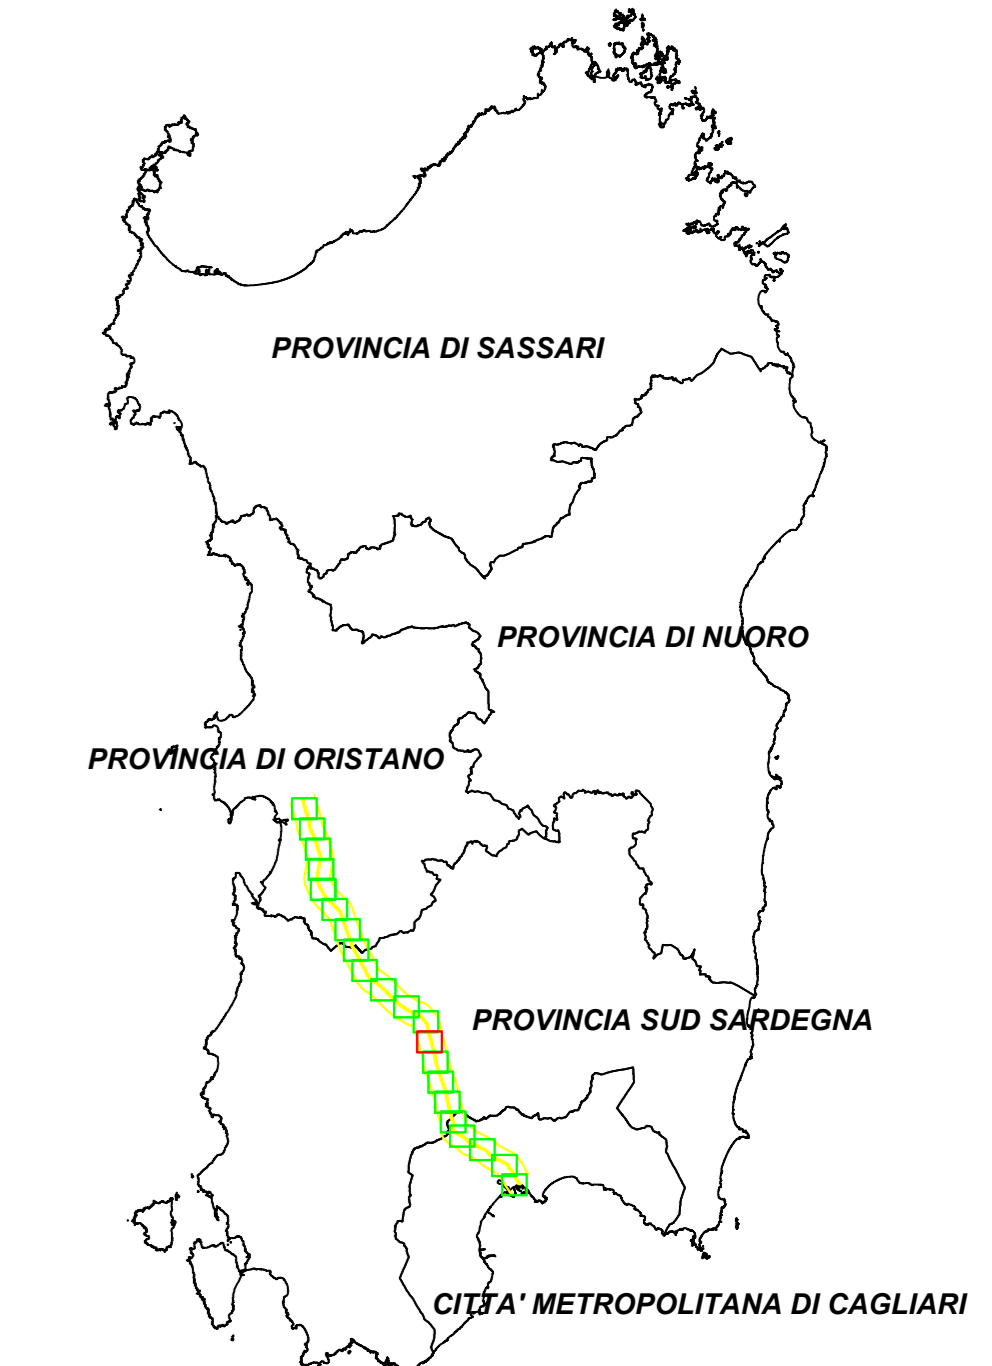 PROVINCIA DI SASSARI
PROVINCIA DI NUORO
PROVINCIA DI ORISTANO
PROVINCIA SUD SARDEGNA
CITTA' METROPOLITANA DI CAGLIARI